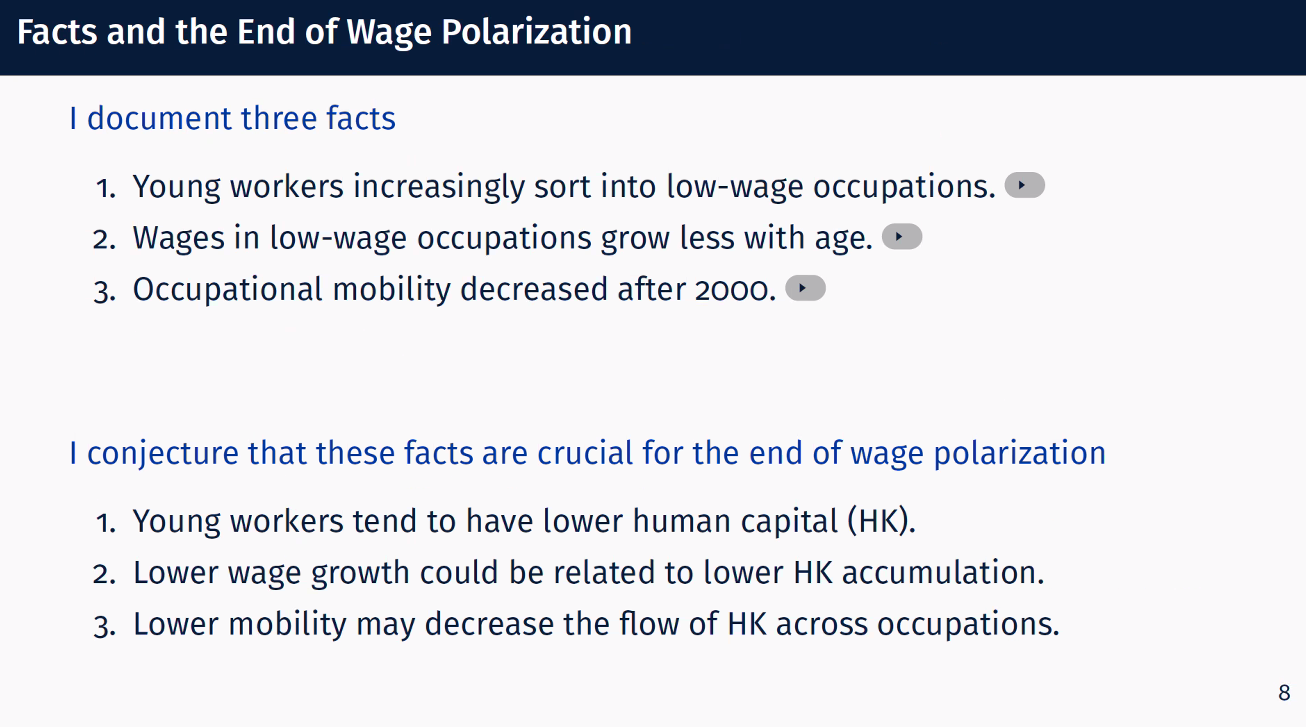 Facts and the End of Wage Polarization
I document three facts
1. Young workers increasingly sort into low-wage occupations.
2. Wages in low-wage occupations grow less with age.
3. Occupational mobility decreased after 2000.
I conjecture that these facts are crucial for the end of wage polarization
1. Young workers tend to have lower human capital (HK).
2. Lower wage growth could be related to lower HK accumulation.
3. Lower mobility may decrease the flow of HK across occupations.
8